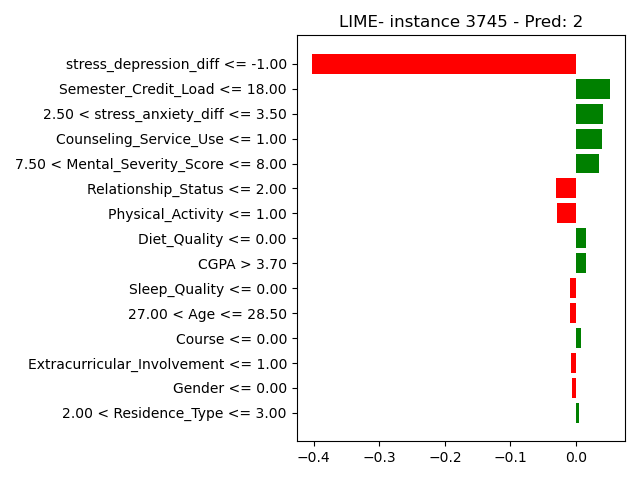 LIME- instance 3745 - Pred: 2
stress_depression_diff <= -1.00
Semester_Credit_Load <= 18.00
2.50 < stress_anxiety_diff <= 3.50
Counseling_Service_Use <= 1.00
7.50 < Mental_Severity_Score <= 8.00
Relationship_Status <= 2.00
Physical_Activity <= 1.00
Diet_Quality <= 0.00
CGPA > 3.70
Sleep_Quality <= 0.00
27.00 < Age <= 28.50
Course <= 0.00
Extracurricular_Involvement <= 1.00
Gender <= 0.00
2.00 < Residence_Type <= 3.00
−0.4 −0.3 −0.2 −0.1 0.0